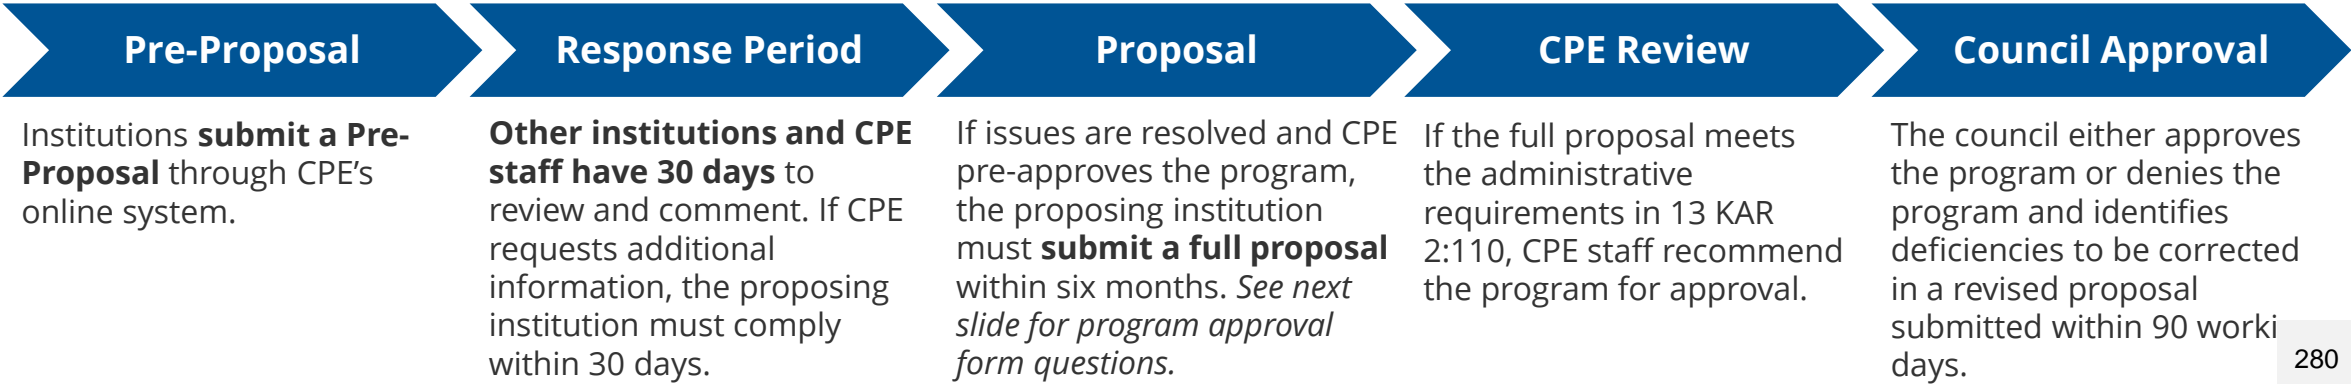 Pre-Proposal
Institutions submit a Pre-
Proposal through CPE's
online system.
Response Period
Other institutions and CPE
staff have 30 days to
review and comment. If CPE
requests additional
information, the proposing
institution must comply
within 30 days.
Proposal
If issues are resolved and CPE
pre-approves the program,
the proposing institution
must submit a full proposal
within six months. See next
slide for program approval
form questions.
CPE Review
If the full proposal meets
the administrative
requirements in 13 KAR
2:110, CPE staff recommend
the program for approval.
Council Approval
The council either approves
the program or denies the
program and identifies
deficiencies to be corrected
in a revised proposal
submitted within 90 worki
days.
280